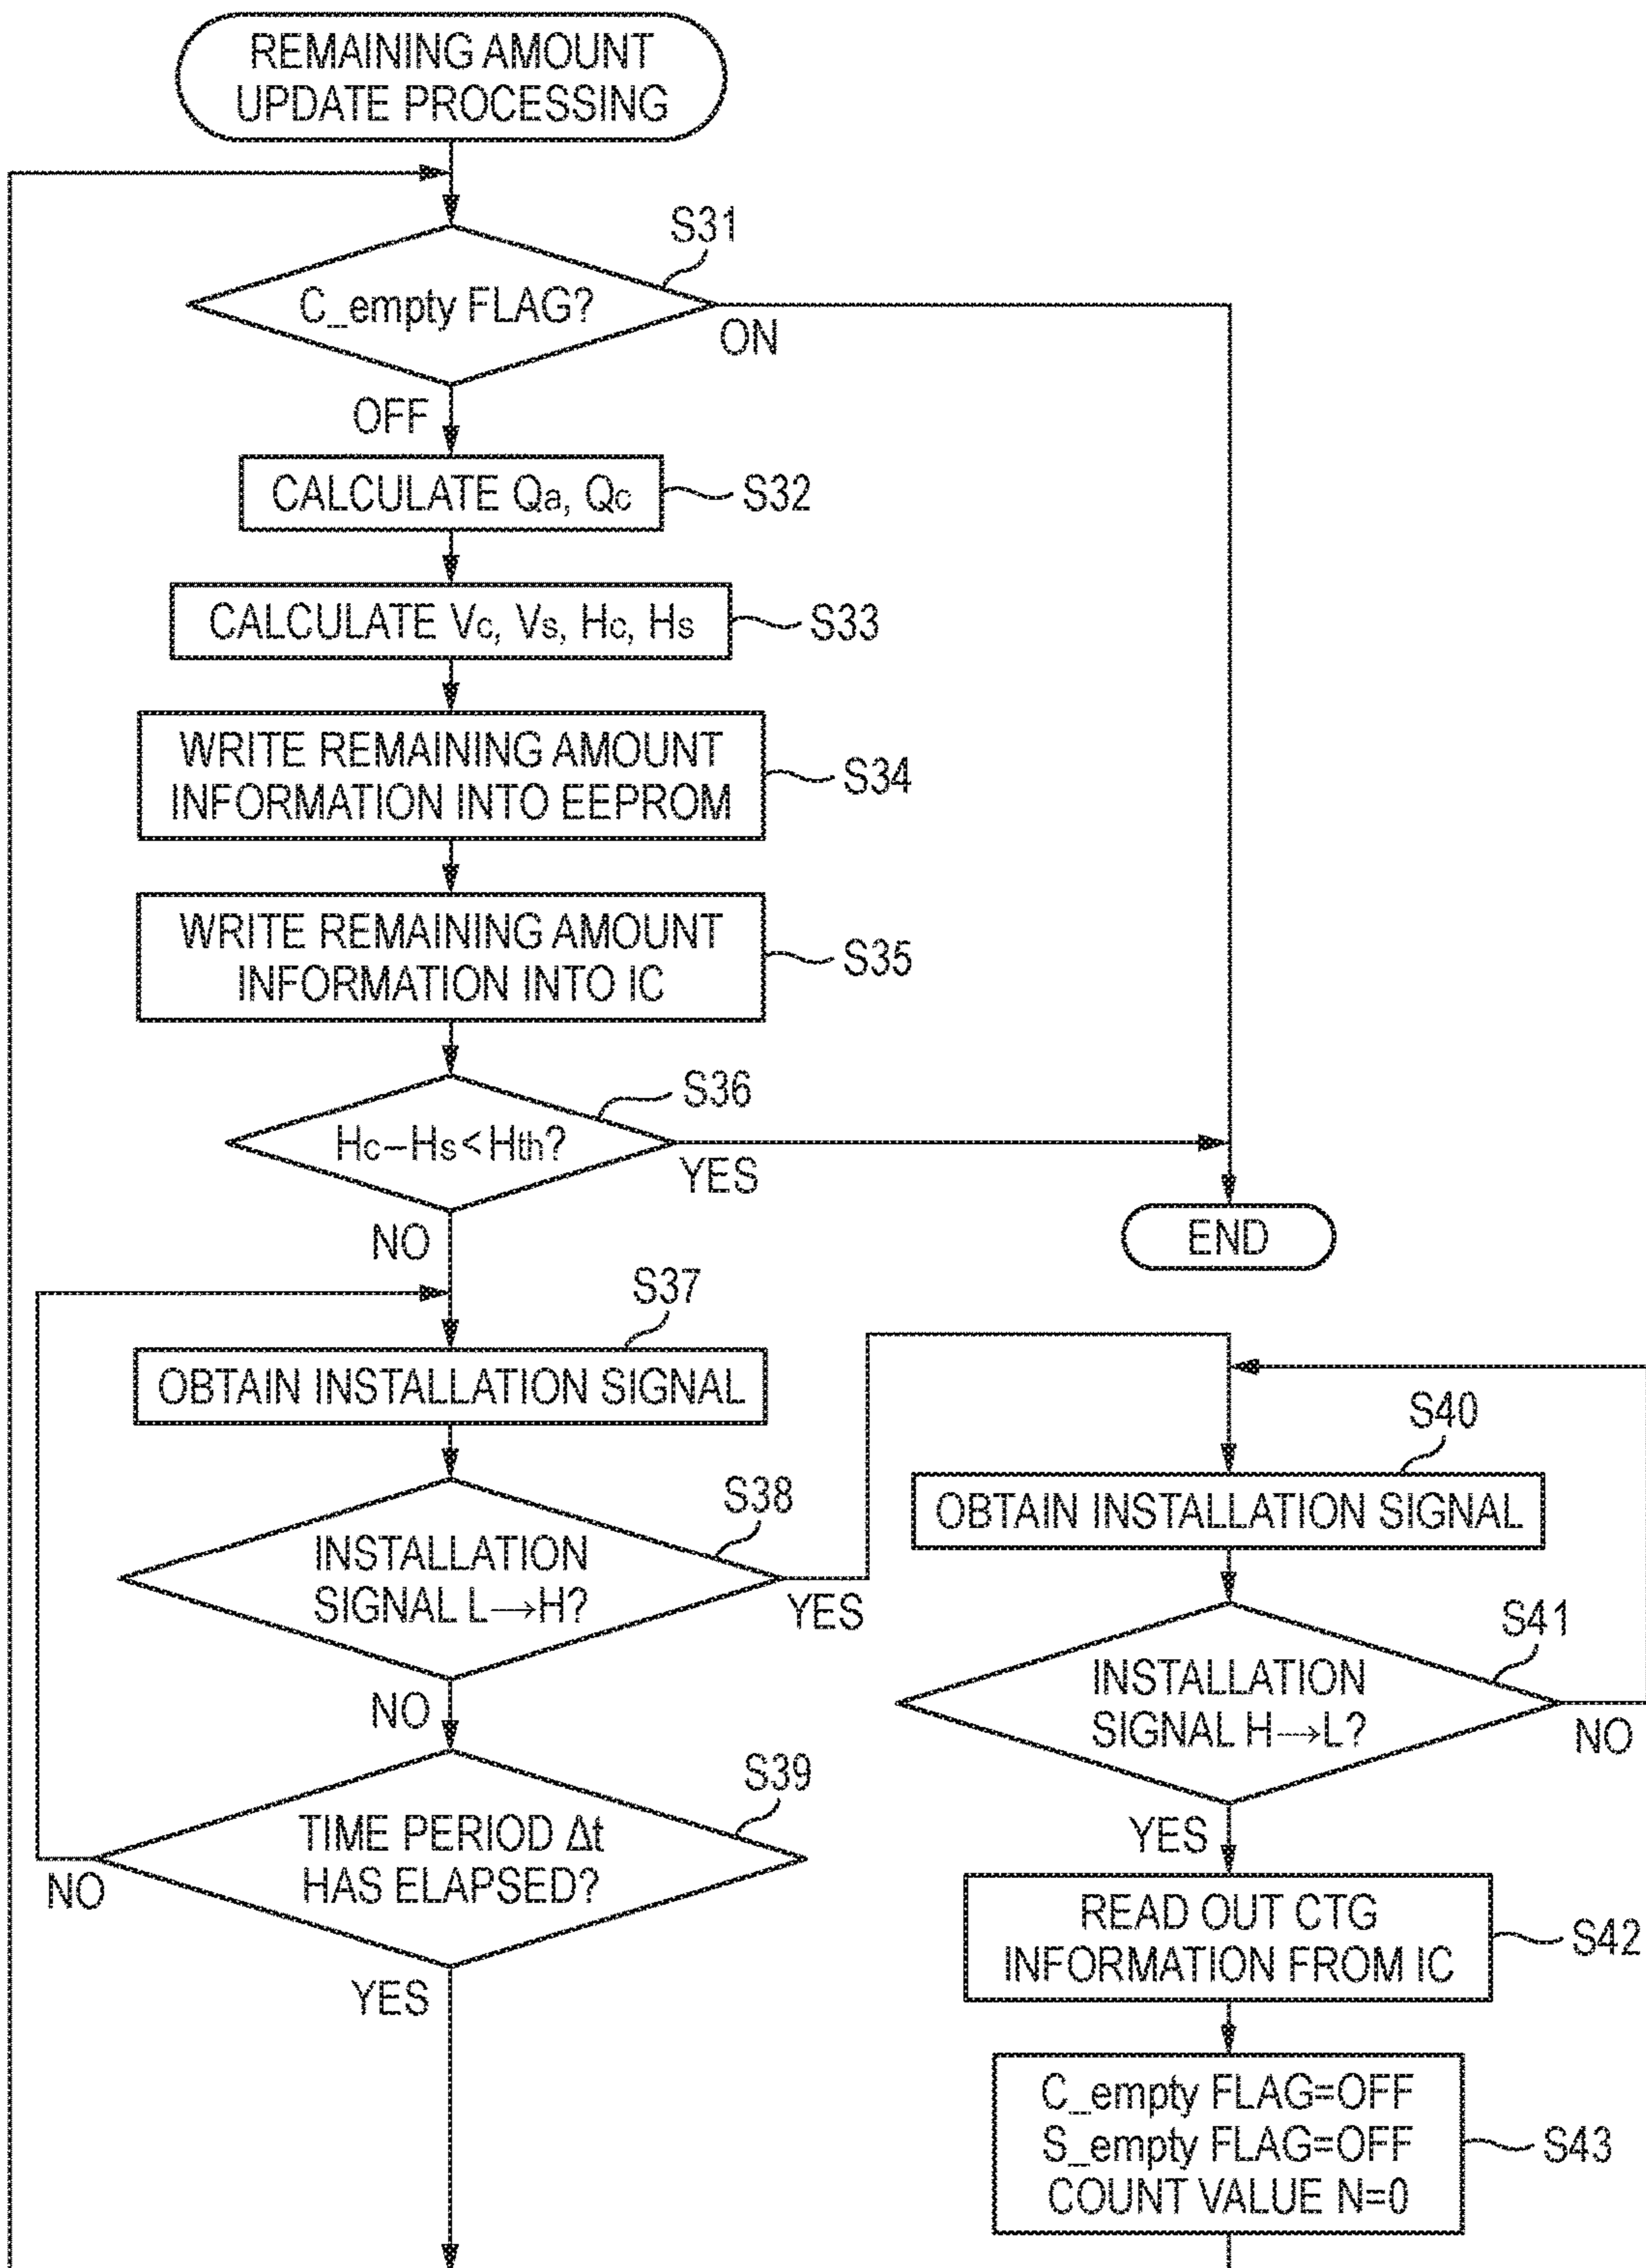 REMAINING AMOUNT
UPDATE PROCESSING
S31
C_empty FLAG?
ON
OFF
CALCULATE Qa, Qc
S32
CALCULATE Vc, Vs, Hc, Hs
S33
WRITE REMAINING AMOUNT
INFORMATION INTO EEPROM
S34
WRITE REMAINING AMOUNT
INFORMATION INTO IC
S35
S36
Hc–Hs<Hth?
YES
NO
END
S37
OBTAIN INSTALLATION SIGNAL
S38
INSTALLATION
SIGNAL L→H?
YES
NO
S39
TIME PERIOD Δt
HAS ELAPSED?
NO
YES
S40
OBTAIN INSTALLATION SIGNAL
S41
INSTALLATION
SIGNAL H→L?
NO
YES
READ OUT CTG
INFORMATION FROM IC
S42
C_empty FLAG=OFF
S_empty FLAG=OFF
COUNT VALUE N=0
S43